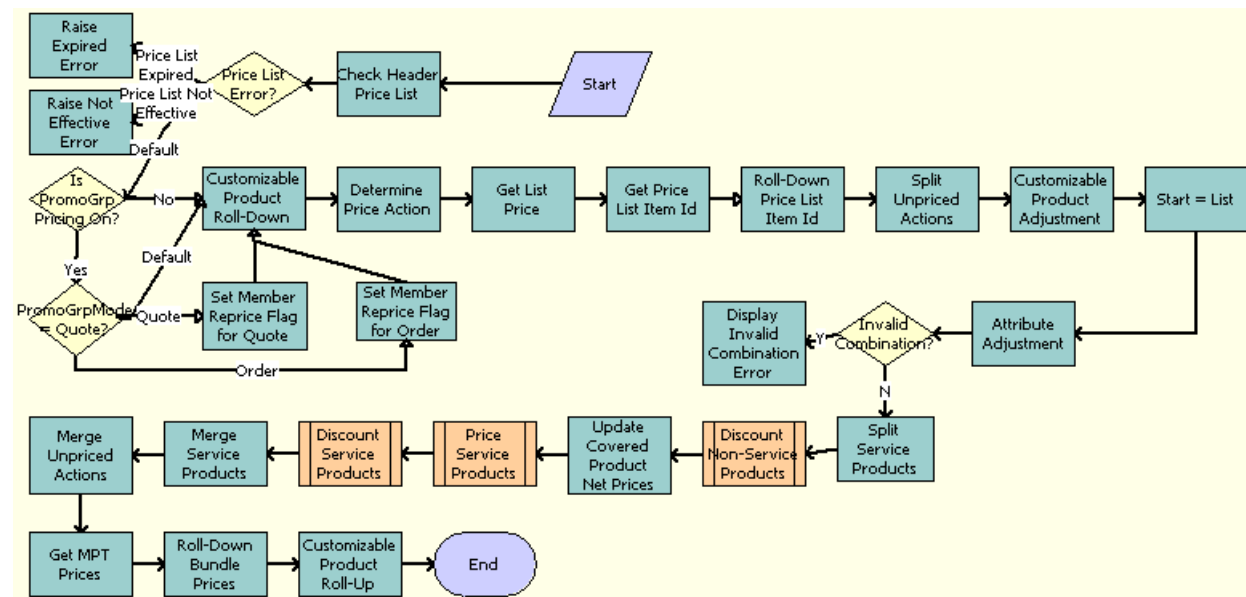 Raise
Expired
Error
Price List
Expired
Price List Not
Effective
Price List
Error?
Check Header
Price List
Start
Raise Not
Effective
Error
Default
Is
PromoGrp
Pricing On?
No
Customizable
Product
Roll-Down
Determine
Price Action
Get List
Price
Get Price
List Item Id
Roll-Down
Price List
Item Id
Split
Unpriced
Actions
Customizable
Product
Adjustment
Start = List
Yes
Default
PromoGrpMode
= Quote?
Quote
Set Member
Reprice Flag
for Quote
Set Member
Reprice Flag
for Order
Order
Display
Invalid
Combination
Error
Y
Invalid
Combination?
Attribute
Adjustment
N
Merge
Unpriced
Actions
Merge
Service
Products
Discount
Service
Products
Price
Service
Products
Update
Covered
Product
Net Prices
Discount
Non-Service
Products
Split
Service
Products
Get MPT
Prices
Roll-Down
Bundle
Prices
Customizable
Product
Roll-Up
End